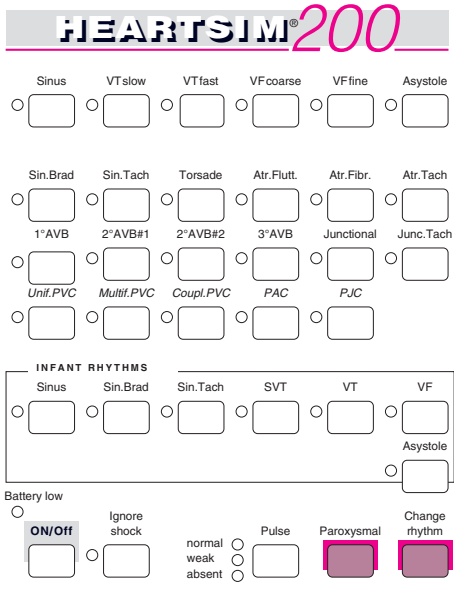 HEARTSIM® 200
Sinus VTslow VTfast VFcoarse VFfine Asystole
Sin.Brad Sin.Tach Torsade Atr.Flutt. Atr.Fibr. Atr.Tach
1°AVB 2°AVB#1 2°AVB#2 3°AVB Junctional Junc.Tach
Unif.PVC Multif.PVC Coupl.PVC PAC PJC
INFANT RHYTHMS
Sinus Sin.Brad Sin.Tach SVT VT VF
Asystole
Battery low
ON/Off
Ignore
shock
normal
weak
absent
Pulse
Paroxysmal
Change
rhythm